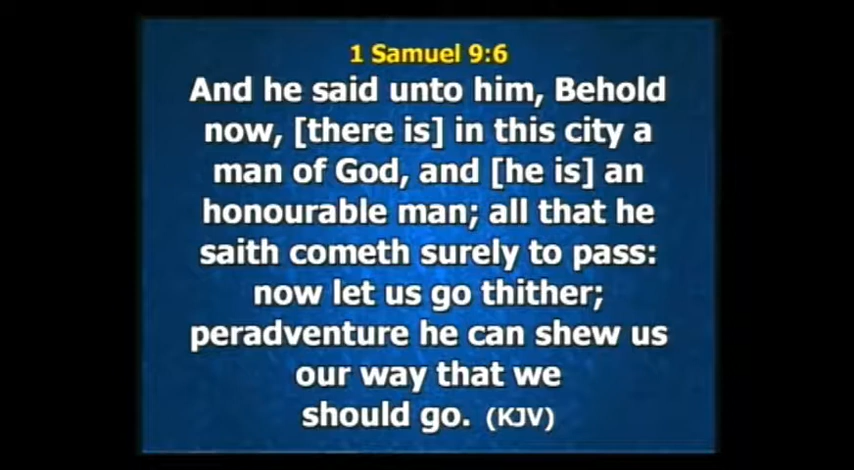 1 Samuel 9:6
And he said unto him, Behold
now, [there is] in this city a
man of God, and [he is] an
honourable man; all that he
saith cometh surely to pass:
now let us go thither;
peradventure he can shew us
our way that we
should go. (KJV)